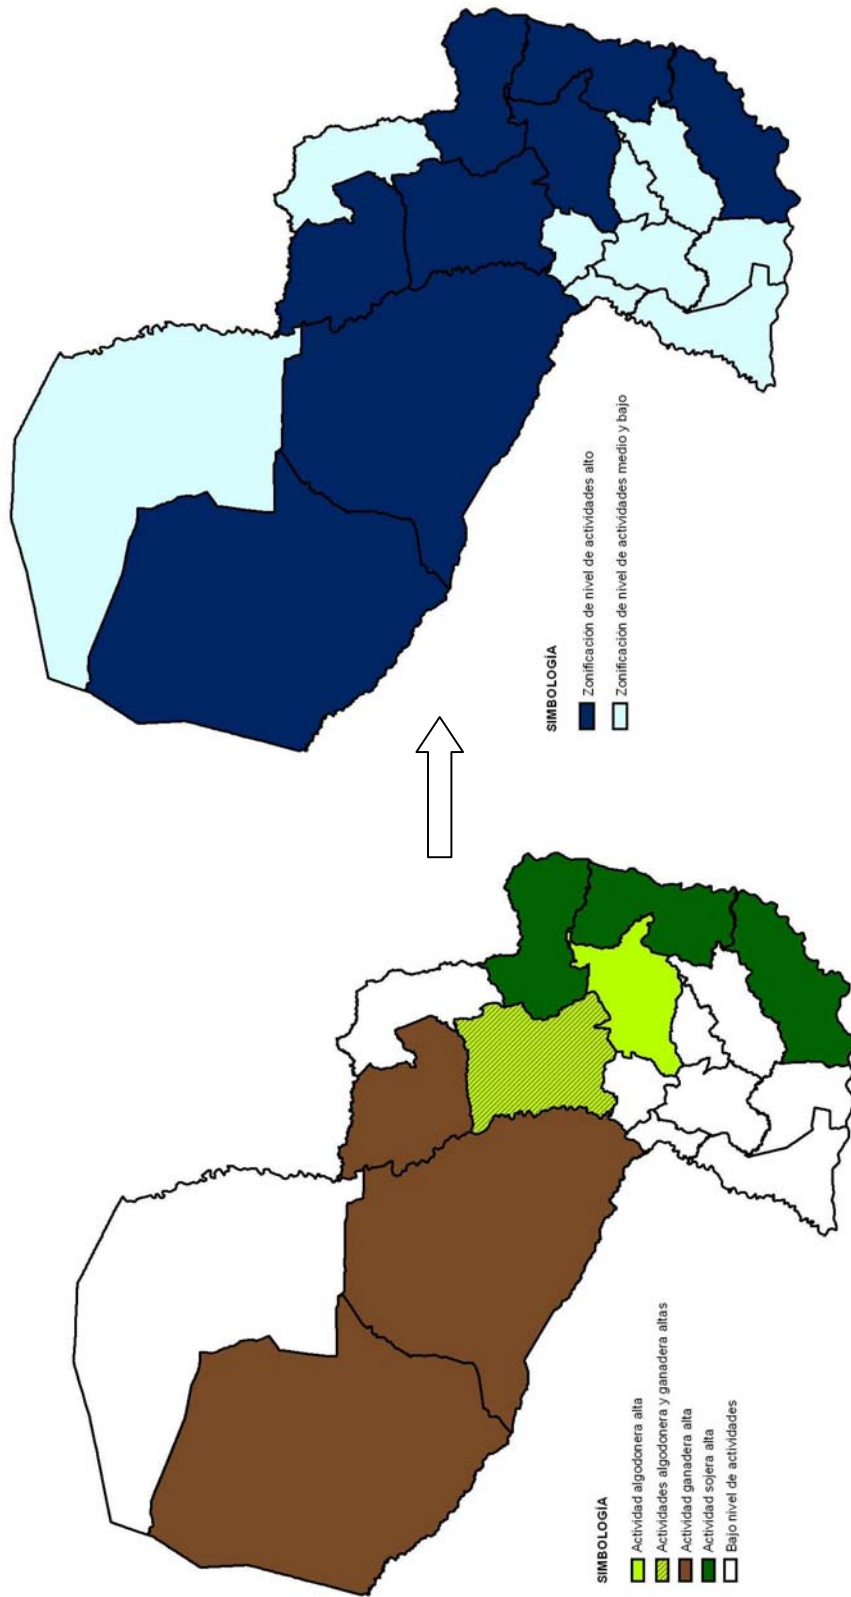 SIMBOLOGÍA
Zonificación de nivel de actividades alto
Zonificación de nivel de actividades medio y bajo
SIMBOLOGÍA
Actividad algodonera alta
Actividades algodonera y ganadera altas
Actividad ganadera alta
Actividad sojera alta
Bajo nivel de actividades